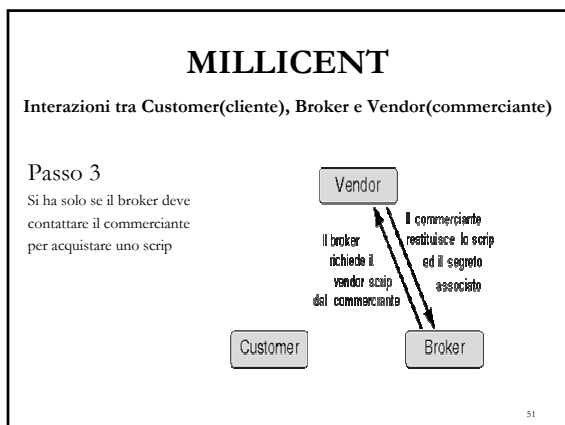 MILLICENT
Interazioni tra Customer(cliente), Broker e Vendor(commerciante)
Passo 3
Si ha solo se il broker deve
contattare il commerciante
per acquistare uno scrip
Vendor
Il broker
richiede il
vendor scrip
dal commerciante
Il commerciante
restituisce lo scrip
ed il segreto
associato
Customer
Broker
51